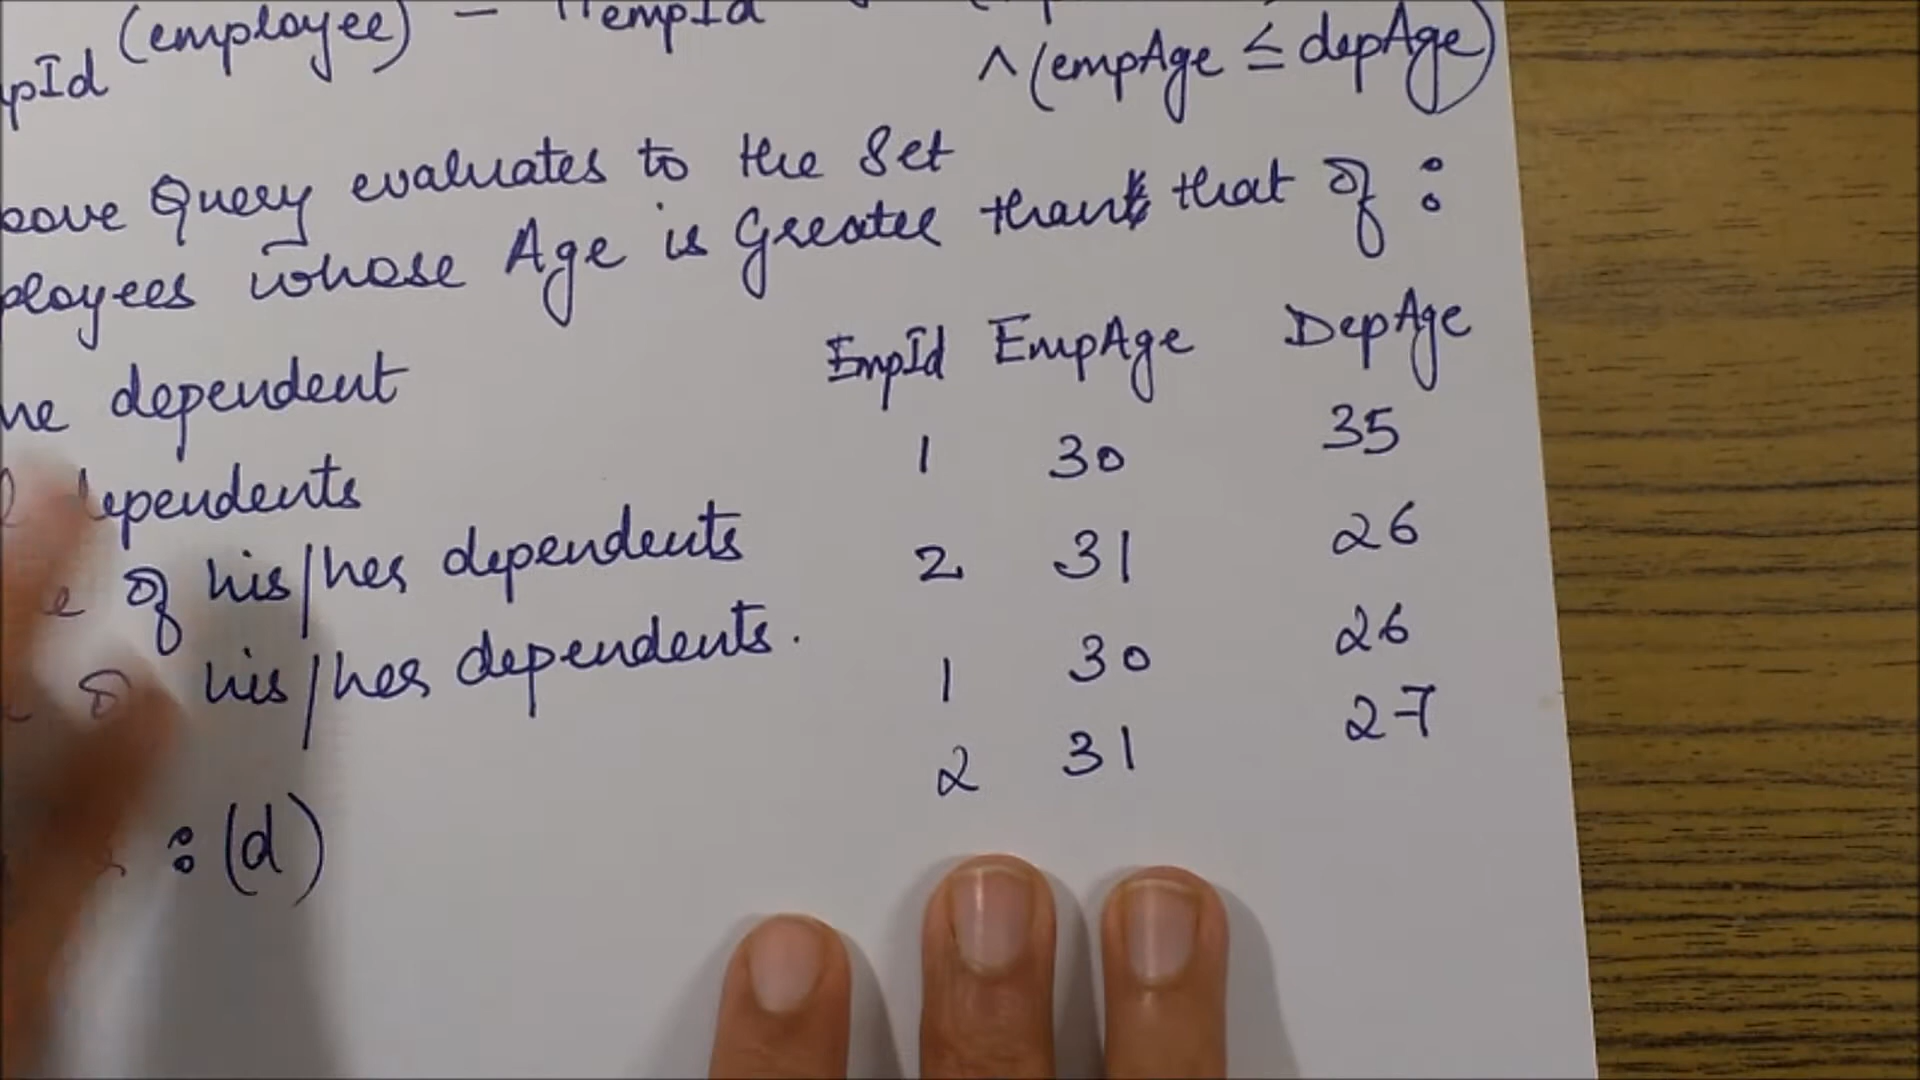 (employee) - πempId
pId ∧(empAge ≤ depAge)
Query evaluates to the Set
ployees whose Age is Greater than that of :
dependent
ependents
of his/her dependents
his/her dependents.
: (d)
EmpId EmpAge DepAge
1 30 35
2 31 26
1 30 26
2 31 27